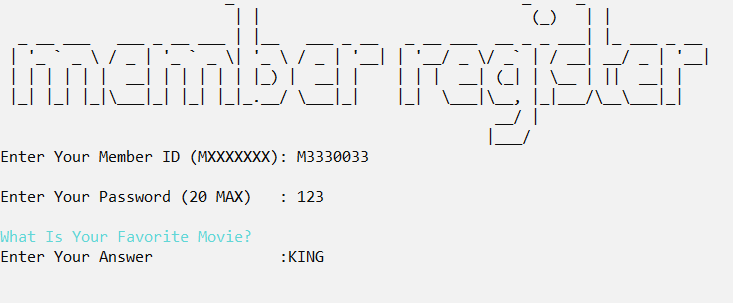 member register
Enter Your Member ID (MXXXXXXX): M3330033
Enter Your Password (20 MAX)   : 123
What Is Your Favorite Movie?
Enter Your Answer              :KING